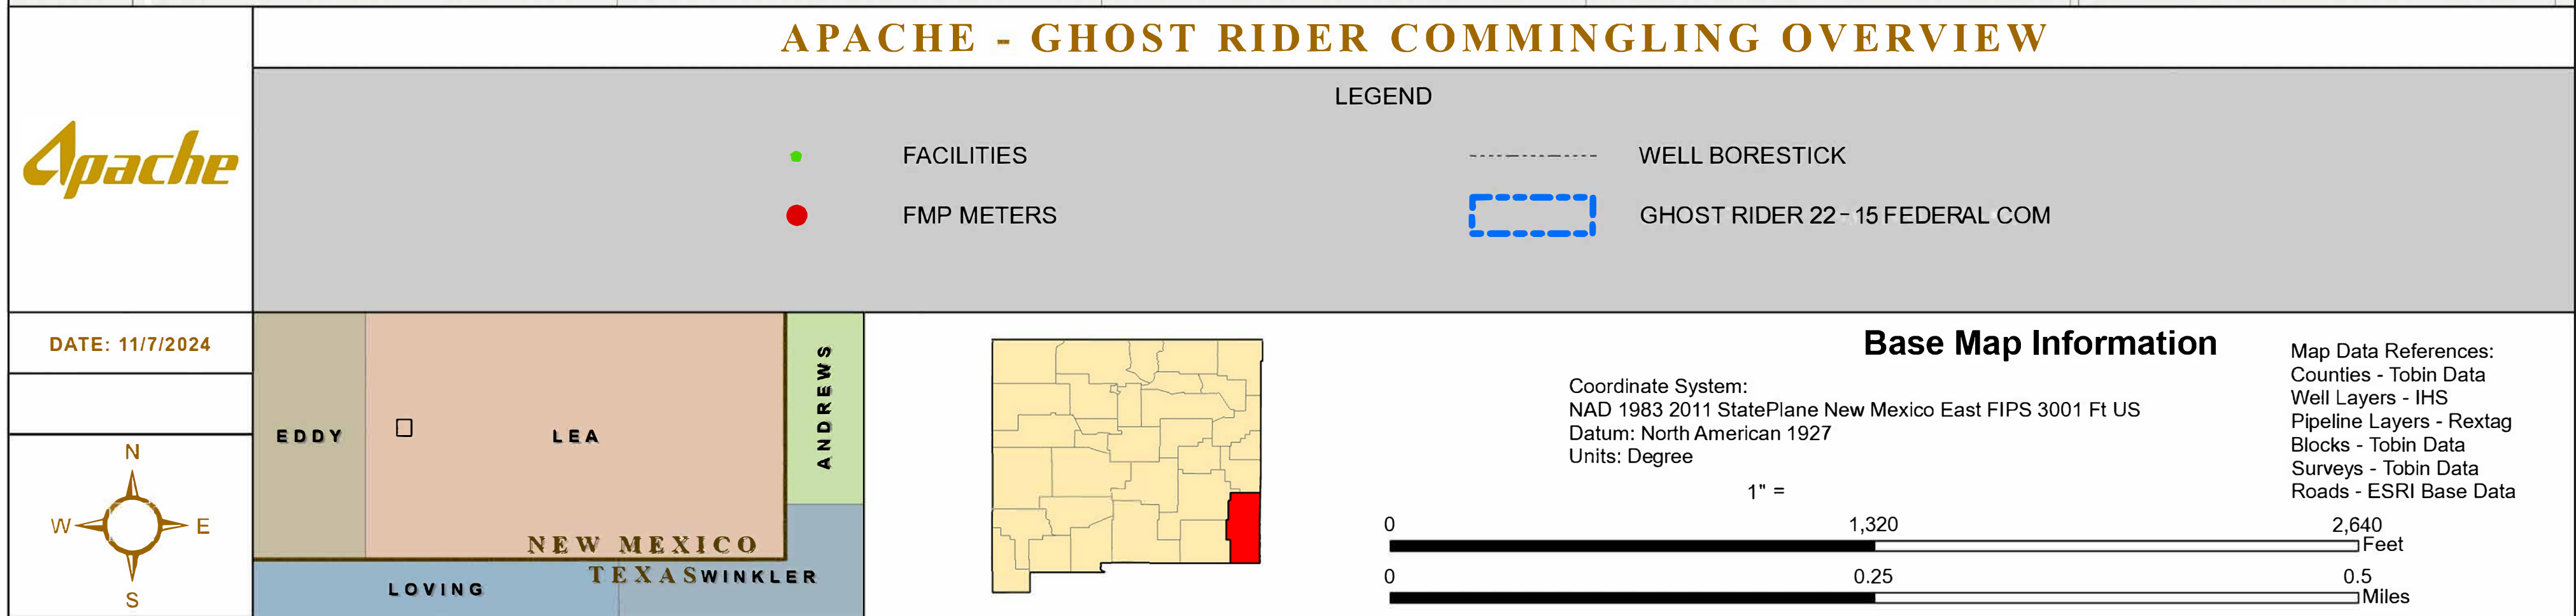 APACHE - GHOST RIDER COMMINGLING OVERVIEW
Apache
LEGEND
FACILITIES
WELL BORESTICK
FMP METERS
GHOST RIDER 22-15 FEDERAL COM
DATE: 11/7/2024
N
W
E
S
EDDY
LEA
ANDREWS
NEW MEXICO
TEXAS
WINKLER
LOVING
Base Map Information
Coordinate System:
NAD 1983 2011 StatePlane New Mexico East FIPS 3001 Ft US
Datum: North American 1927
Units: Degree
1" =
0 1,320 2,640
Feet
0 0.25 0.5
Miles
Map Data References:
Counties - Tobin Data
Well Layers - IHS
Pipeline Layers - Rextag
Blocks - Tobin Data
Surveys - Tobin Data
Roads - ESRI Base Data